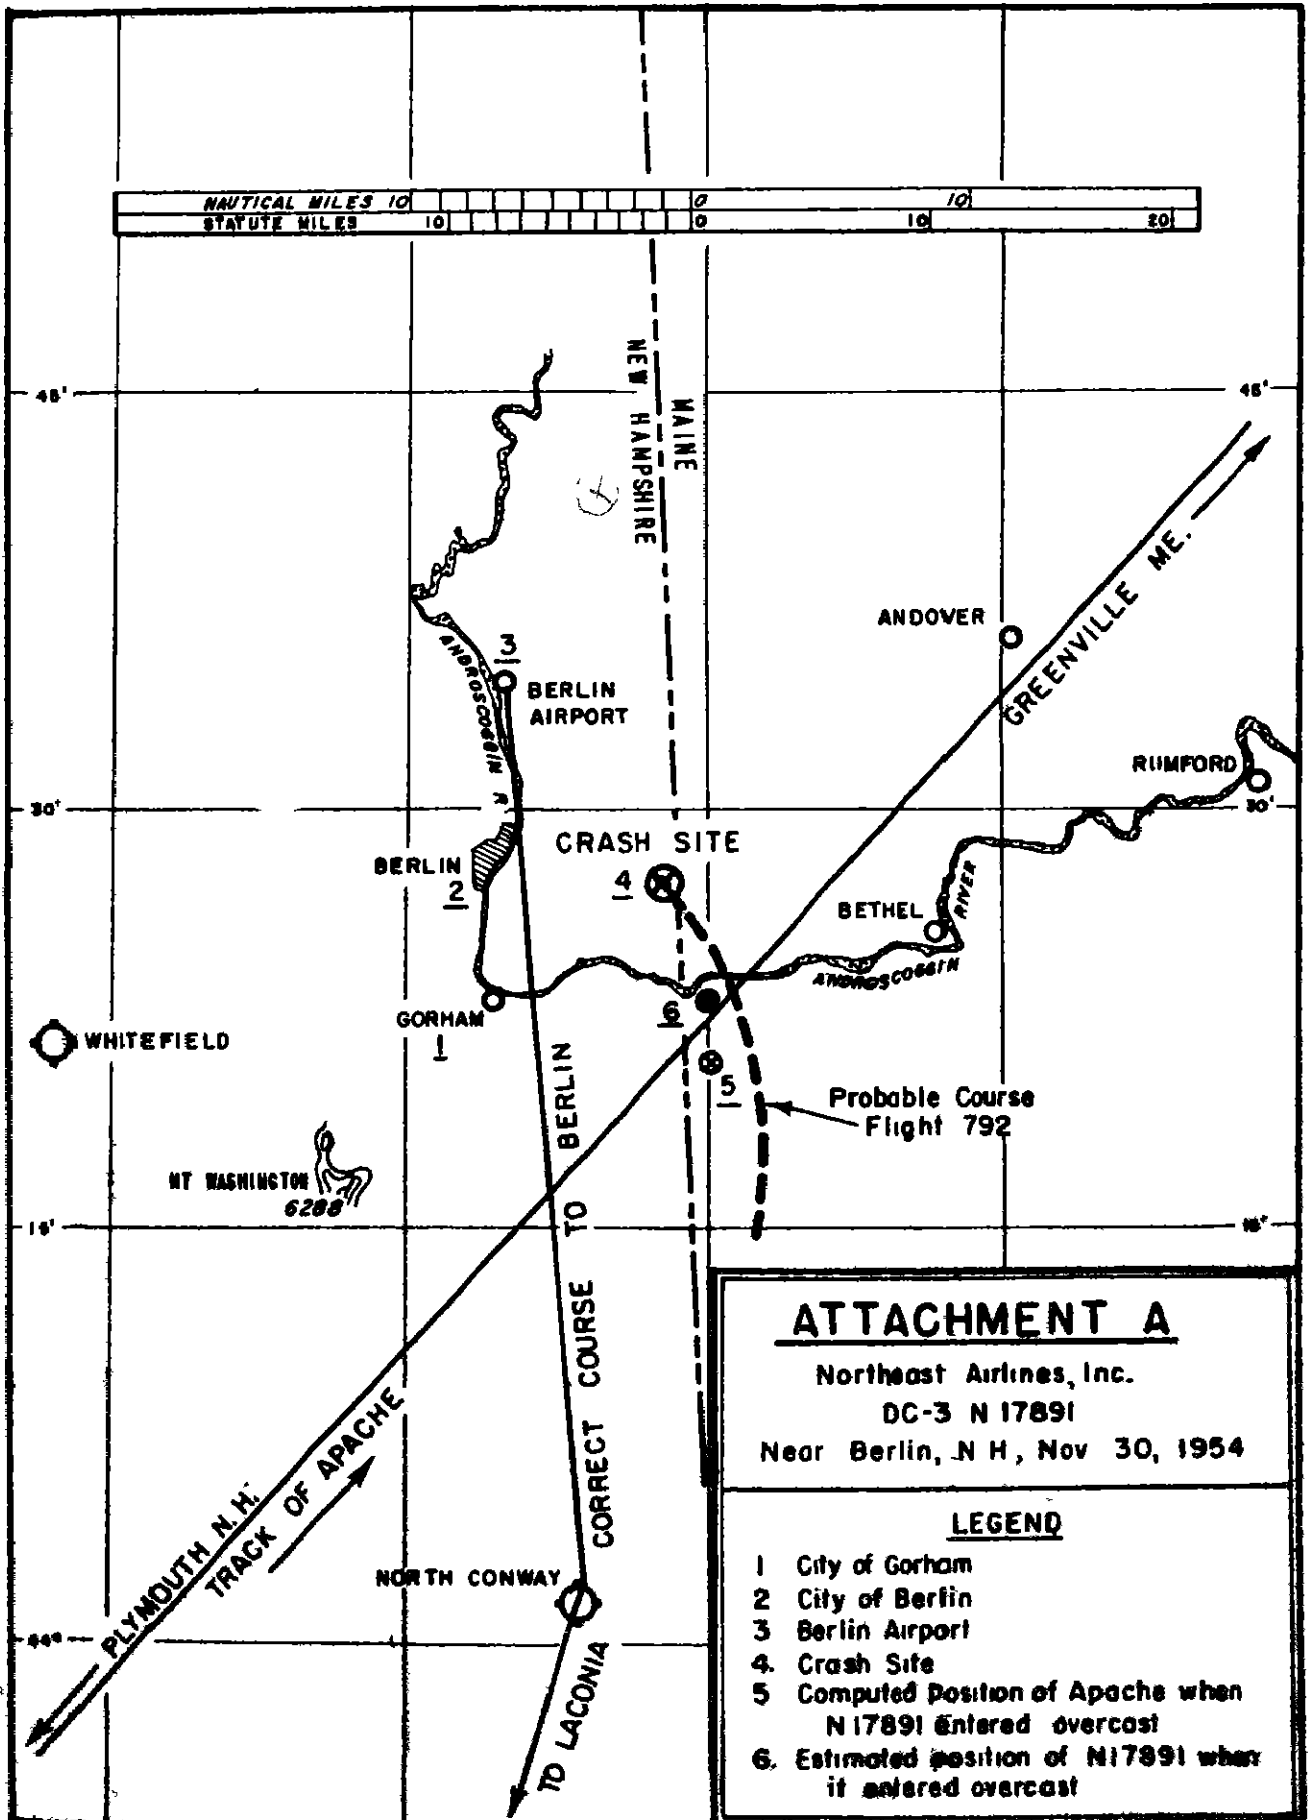 NAUTICAL MILES 10 0 10
STATUTE MILES 10 0 10 20
45' 45'
NEW HAMPSHIRE
MAINE
GREENVILLE ME.
ANDOVER
3
BERLIN
AIRPORT
ANDROSCOGGIN R.
RUMFORD
30' 30'
CRASH SITE
BERLIN
2
4
BETHEL
RIVER
ANDROSCOGGIN
6
GORHAM
1
WHITEFIELD
5
Probable Course
Flight 792
MT WASHINGTON
6288'
15' 15'
CORRECT COURSE TO BERLIN
PLYMOUTH N.H.
TRACK OF APACHE
NORTH CONWAY
44°
TO LACONIA
ATTACHMENT A
Northeast Airlines, Inc.
DC-3 N 17891
Near Berlin, N H, Nov 30, 1954
LEGEND
1 City of Gorham
2 City of Berlin
3 Berlin Airport
4. Crash Site
5 Computed Position of Apache when
N17891 Entered overcast
6. Estimated position of N17891 when
it entered overcast